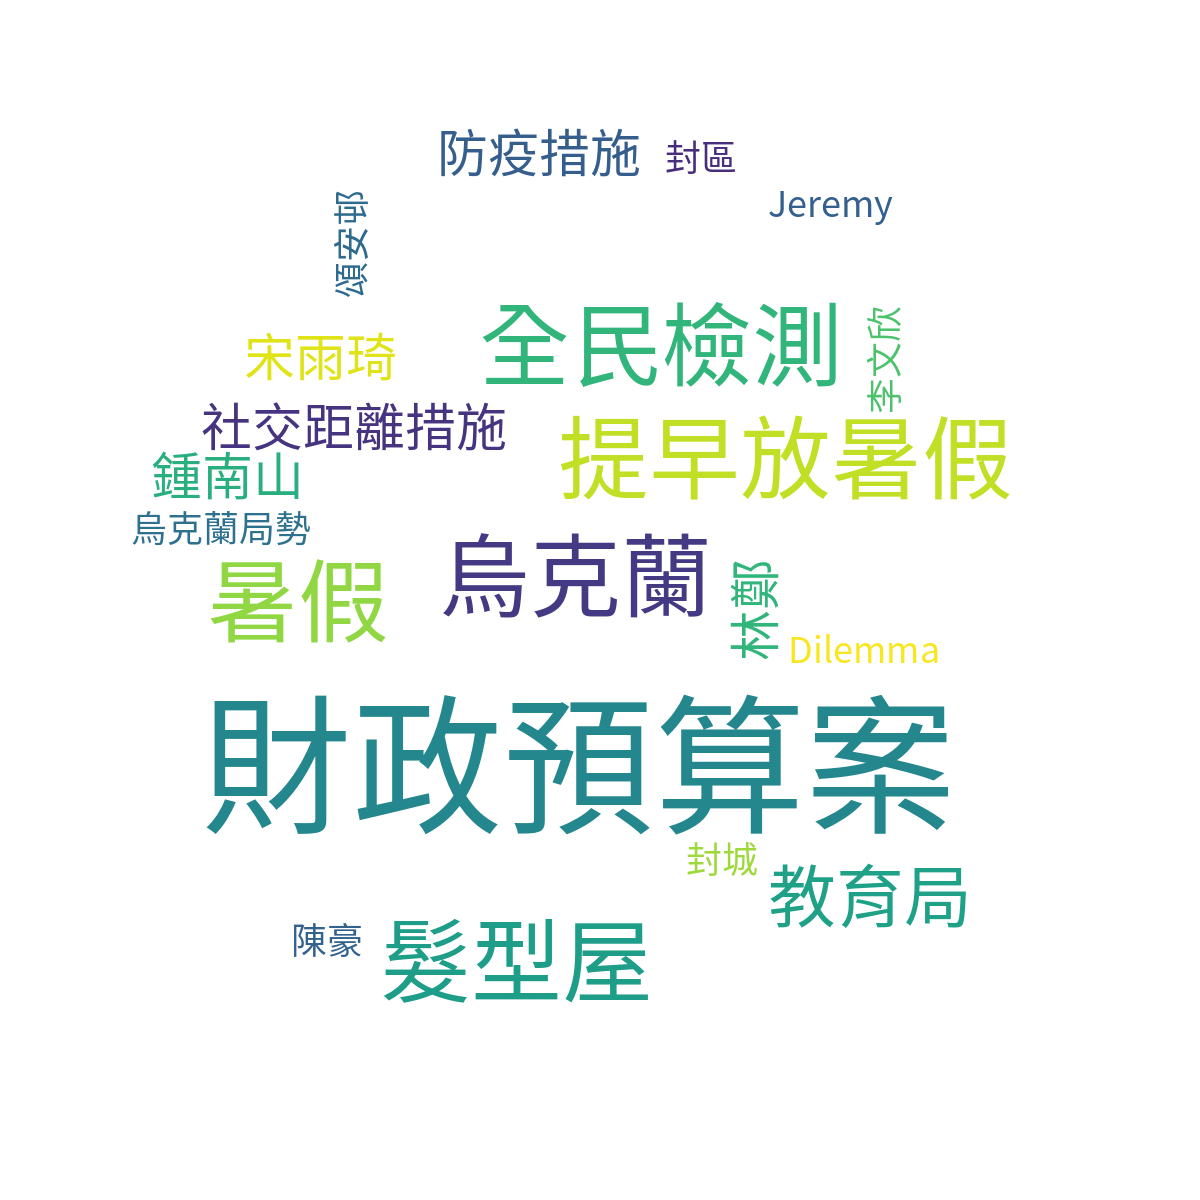 防疫措施
封區
Jeremy
頌安邨
全民檢測
李文欣
宋雨琦
社交距離措施
提早放暑假
鍾南山
烏克蘭局勢
烏克蘭
暑假
林鄭
Dilemma
財政預算案
封城
教育局
陳豪
髮型屋